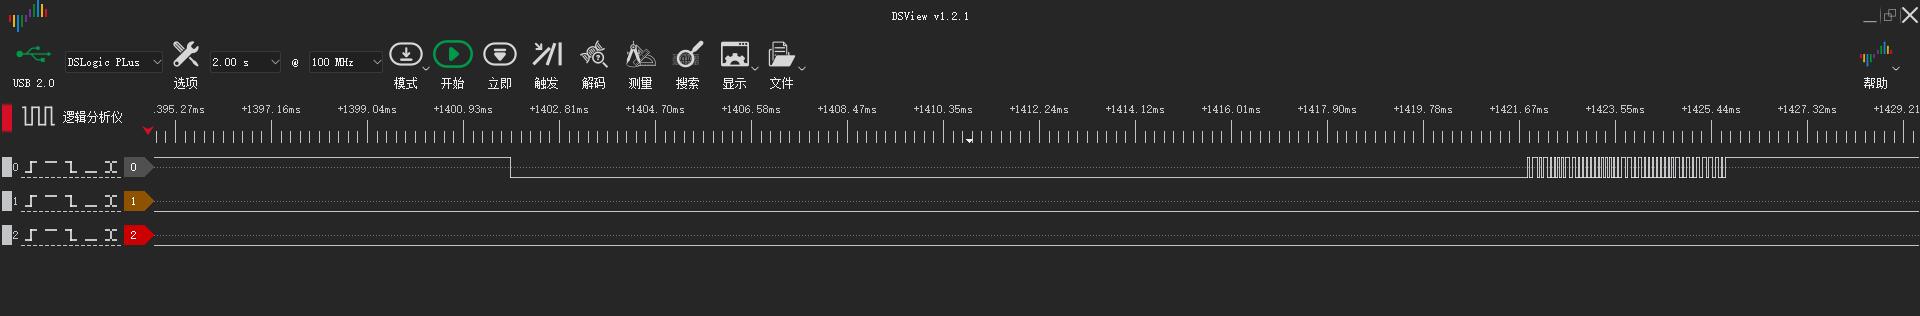 DSView v1.2.1
USB 2.0
DSLogic PLus
选项
2.00 s
@
100 MHz
模式
开始
立即
触发
解码
测量
搜索
显示
文件
帮助
逻辑分析仪
.395.27ms +1397.16ms +1399.04ms +1400.93ms +1402.81ms +1404.70ms +1406.58ms +1408.47ms +1410.35ms +1412.24ms +1414.12ms +1416.01ms +1417.90ms +1419.78ms +1421.67ms +1423.55ms +1425.44ms +1427.32ms +1429.21
0 0
1 1
2 2